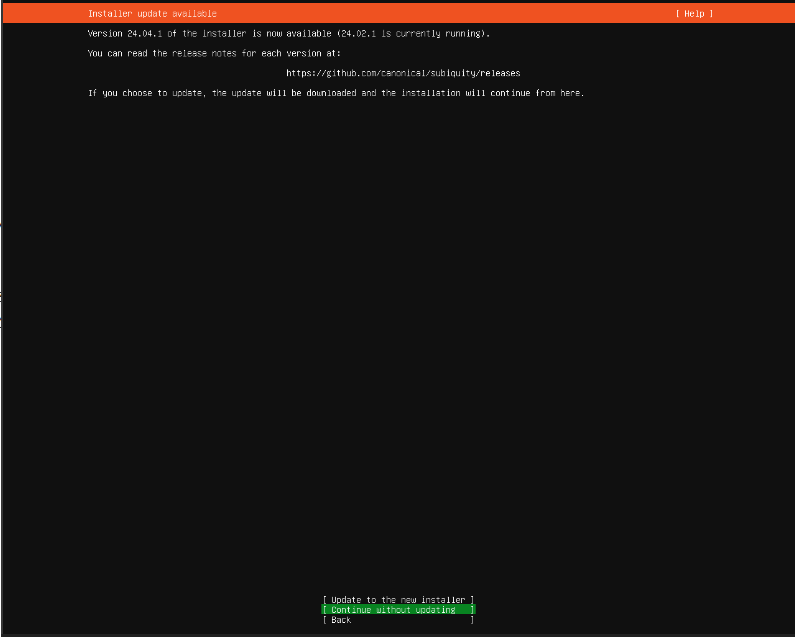 Installer update available [ Help ]
Version 24.04.1 of the installer is now available (24.02.1 is currently running).
You can read the release notes for each version at:
https://github.com/canonical/subiquity/releases
If you choose to update, the update will be downloaded and the installation will continue from here.
[ Update to the new installer ]
[ Continue without updating ]
[ Back ]